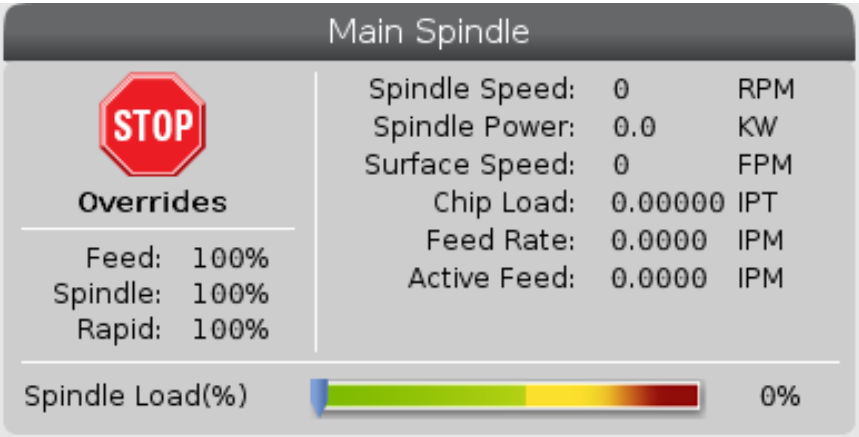 Main Spindle
STOP
Overrides
Feed: 100%
Spindle: 100%
Rapid: 100%
Spindle Speed: 0 RPM
Spindle Power: 0.0 KW
Surface Speed: 0 FPM
Chip Load: 0.00000 IPT
Feed Rate: 0.0000 IPM
Active Feed: 0.0000 IPM
Spindle Load(%) 0%